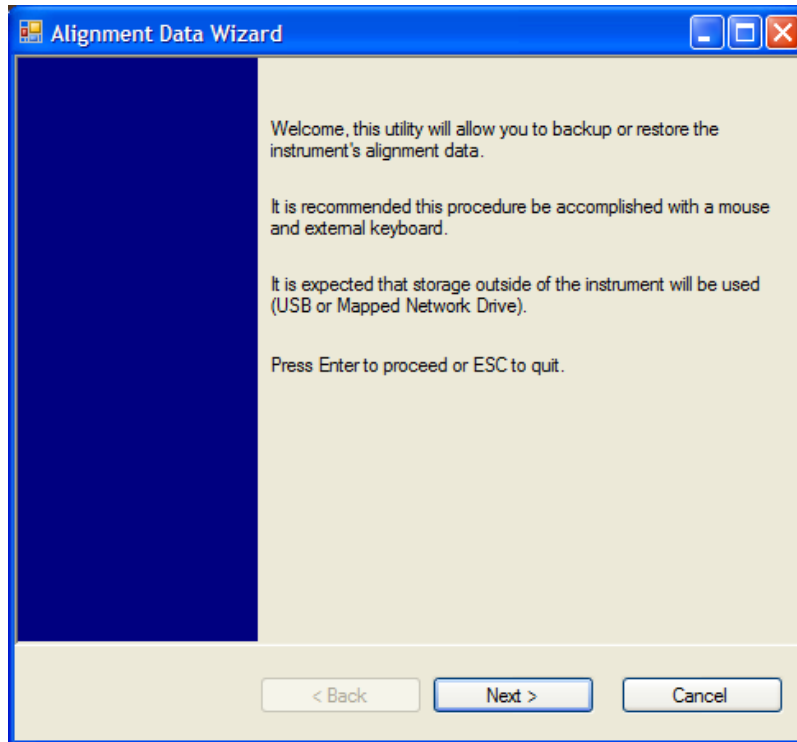 Alignment Data Wizard
Welcome, this utility will allow you to backup or restore the
instrument's alignment data.
It is recommended this procedure be accomplished with a mouse
and external keyboard.
It is expected that storage outside of the instrument will be used
(USB or Mapped Network Drive).
Press Enter to proceed or ESC to quit.
< Back Next > Cancel